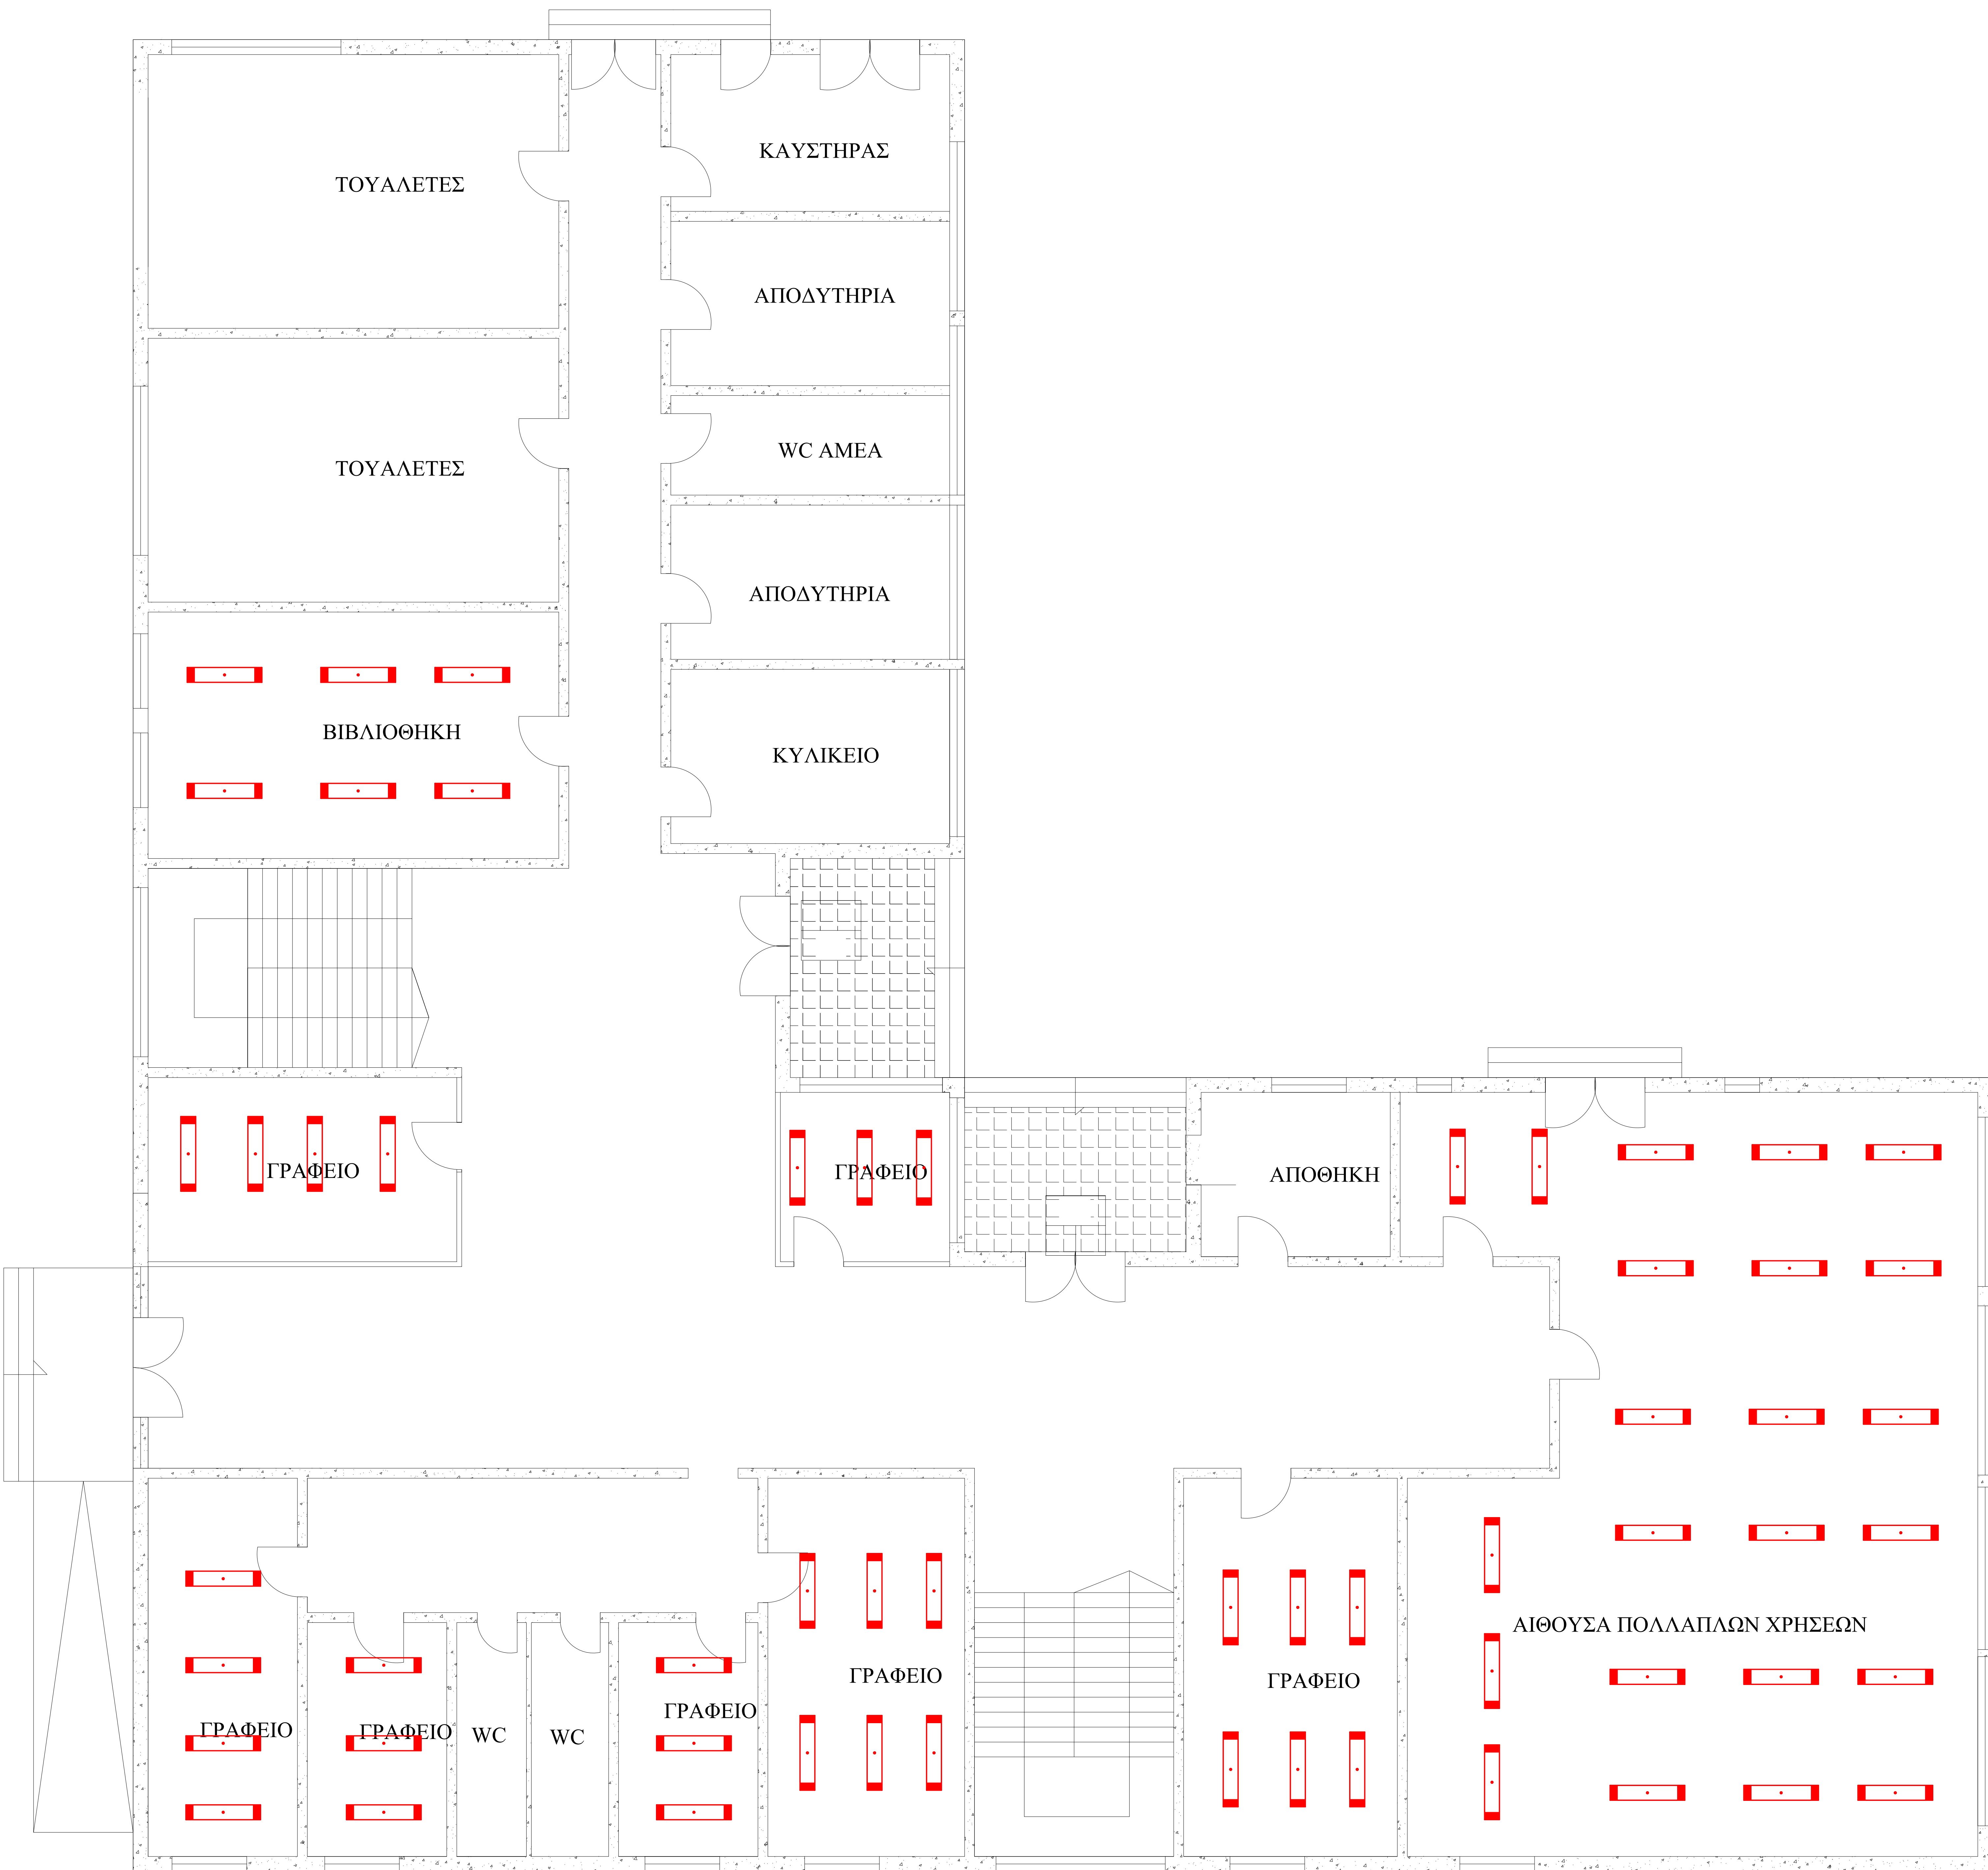 ΚΑΥΣΤΗΡΑΣ
ΤΟΥΑΛΕΤΕΣ
ΑΠΟΔΥΤΗΡΙΑ
WC ΑΜΕΑ
ΤΟΥΑΛΕΤΕΣ
ΑΠΟΔΥΤΗΡΙΑ
ΒΙΒΛΙΟΘΗΚΗ
ΚΥΛΙΚΕΙΟ
ΓΡΑΦΕΙΟ
ΓΡΑΦΕΙΟ
ΑΠΟΘΗΚΗ
ΑΙΘΟΥΣΑ ΠΟΛΛΑΠΛΩΝ ΧΡΗΣΕΩΝ
ΓΡΑΦΕΙΟ
ΓΡΑΦΕΙΟ
ΓΡΑΦΕΙΟ
ΓΡΑΦΕΙΟ
ΓΡΑΦΕΙΟ
WC
WC